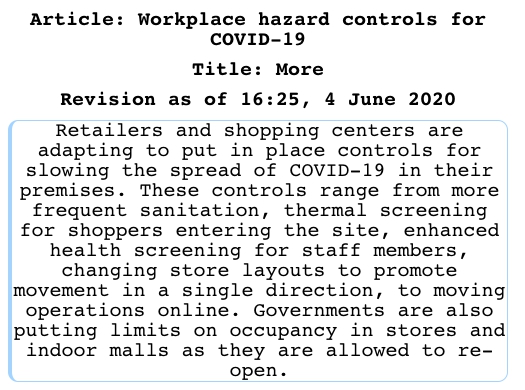 Article: Workplace hazard controls for
COVID-19
Title: More
Revision as of 16:25, 4 June 2020
Retailers and shopping centers are
adapting to put in place controls for
slowing the spread of COVID-19 in their
premises. These controls range from more
frequent sanitation, thermal screening
for shoppers entering the site, enhanced
health screening for staff members,
changing store layouts to promote
movement in a single direction, to moving
operations online. Governments are also
putting limits on occupancy in stores and
indoor malls as they are allowed to re-
open.